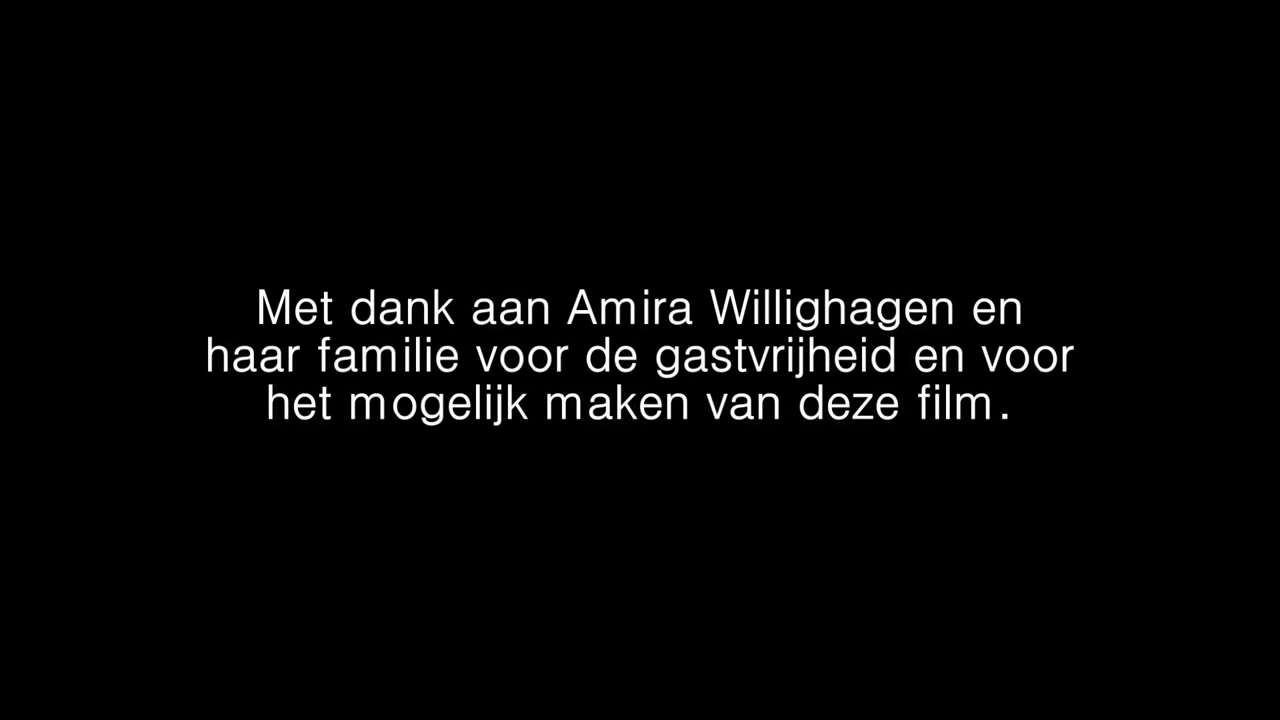 Met dank aan Amira Willighagen en
haar familie voor de gastvrijheid en voor
het mogelijk maken van deze film.